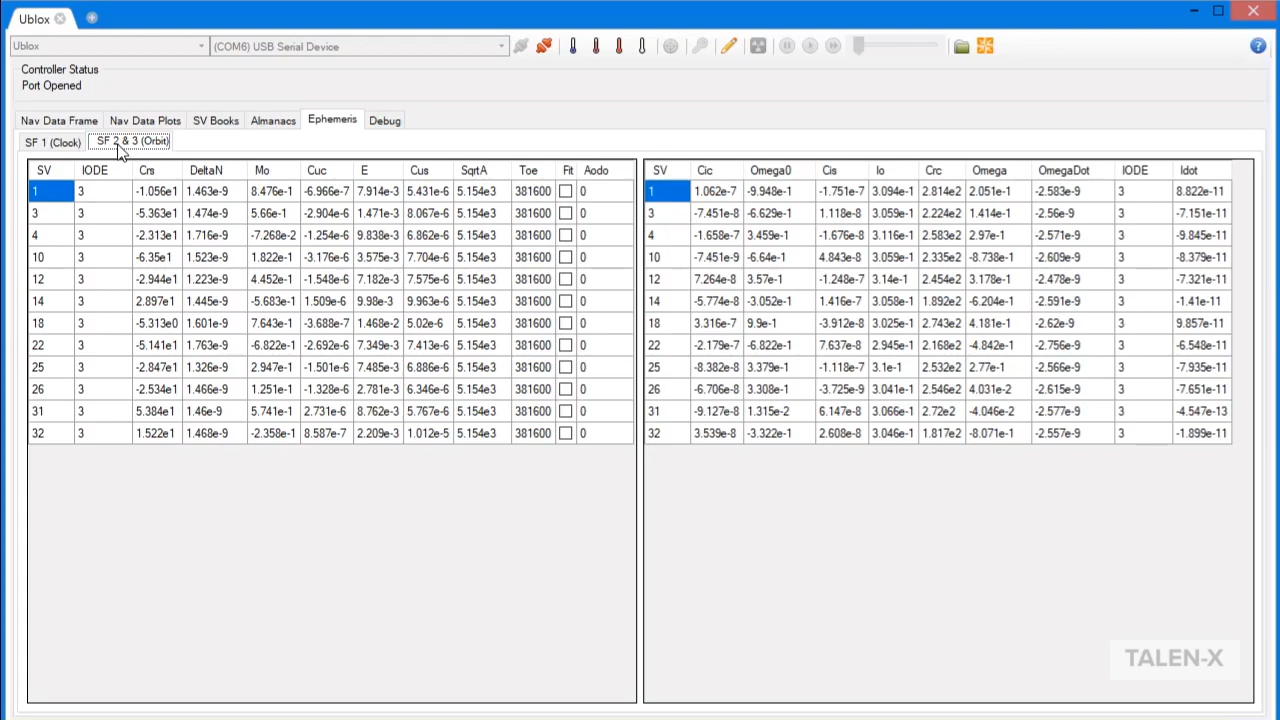 Ublox
Ublox (COM6) USB Serial Device
Controller Status
Port Opened
Nav Data Frame Nav Data Plots SV Books Almanacs Ephemeris Debug
SF 1 (Clock) SF 2 & 3 (Orbit)
SV IODE Crs DeltaN Mo Cuc E Cus SqrtA Toe Fit Aodo
1 3 -1.056e1 1.463e-9 8.476e-1 -6.966e-7 7.914e-3 5.431e-6 5.154e3 381600 0
3 3 -5.363e1 1.474e-9 5.66e-1 -2.904e-6 1.471e-3 8.067e-6 5.154e3 381600 0
4 3 -2.313e1 1.716e-9 -7.268e-2 -1.254e-6 9.838e-3 6.862e-6 5.154e3 381600 0
10 3 -6.35e1 1.523e-9 1.822e-1 -3.176e-6 3.575e-3 7.704e-6 5.154e3 381600 0
12 3 -2.944e1 1.223e-9 4.452e-1 -1.548e-6 7.182e-3 7.575e-6 5.154e3 381600 0
14 3 2.897e1 1.445e-9 -5.683e-1 1.509e-6 9.98e-3 9.963e-6 5.154e3 381600 0
18 3 -5.313e0 1.601e-9 7.643e-1 -3.688e-7 1.468e-2 5.02e-6 5.154e3 381600 0
22 3 -5.141e1 1.763e-9 -6.822e-1 -2.692e-6 7.349e-3 7.413e-6 5.154e3 381600 0
25 3 -2.847e1 1.326e-9 2.947e-1 -1.501e-6 7.485e-3 6.886e-6 5.154e3 381600 0
26 3 -2.534e1 1.466e-9 1.251e-1 -1.328e-6 2.781e-3 6.346e-6 5.154e3 381600 0
31 3 5.384e1 1.46e-9 5.741e-1 2.731e-6 8.762e-3 5.767e-6 5.154e3 381600 0
32 3 1.522e1 1.468e-9 -2.358e-1 8.587e-7 2.209e-3 1.012e-5 5.154e3 381600 0
SV Cic Omega0 Cis Io Crc Omega OmegaDot IODE Idot
1 1.062e-7 -9.948e-1 -1.751e-7 3.094e-1 2.814e2 2.051e-1 -2.583e-9 3 8.822e-11
3 -7.451e-8 -6.629e-1 1.118e-8 3.059e-1 2.224e2 1.414e-1 -2.56e-9 3 -7.151e-11
4 -1.658e-7 3.459e-1 -1.676e-8 3.116e-1 2.583e2 2.97e-1 -2.571e-9 3 -9.845e-11
10 -7.451e-9 -6.64e-1 4.843e-8 3.059e-1 2.335e2 -8.738e-1 -2.609e-9 3 -8.379e-11
12 7.264e-8 3.57e-1 -1.248e-7 3.14e-1 2.454e2 3.178e-1 -2.478e-9 3 -7.321e-11
14 -5.774e-8 -3.052e-1 1.416e-7 3.058e-1 1.892e2 -6.204e-1 -2.591e-9 3 -1.41e-11
18 3.316e-7 9.9e-1 -3.912e-8 3.025e-1 2.743e2 4.181e-1 -2.62e-9 3 9.857e-11
22 -2.179e-7 -6.822e-1 7.637e-8 2.945e-1 2.168e2 -4.842e-1 -2.756e-9 3 -6.548e-11
25 -8.382e-8 3.379e-1 -1.118e-7 3.1e-1 2.532e2 2.77e-1 -2.566e-9 3 -7.935e-11
26 -6.706e-8 3.308e-1 -3.725e-9 3.041e-1 2.546e2 4.031e-2 -2.615e-9 3 -7.651e-11
31 -9.127e-8 1.315e-2 6.147e-8 3.066e-1 2.72e2 -4.046e-2 -2.577e-9 3 -4.547e-13
32 3.539e-8 -3.322e-1 2.608e-8 3.046e-1 1.817e2 -8.071e-1 -2.557e-9 3 -1.899e-11
TALEN-X